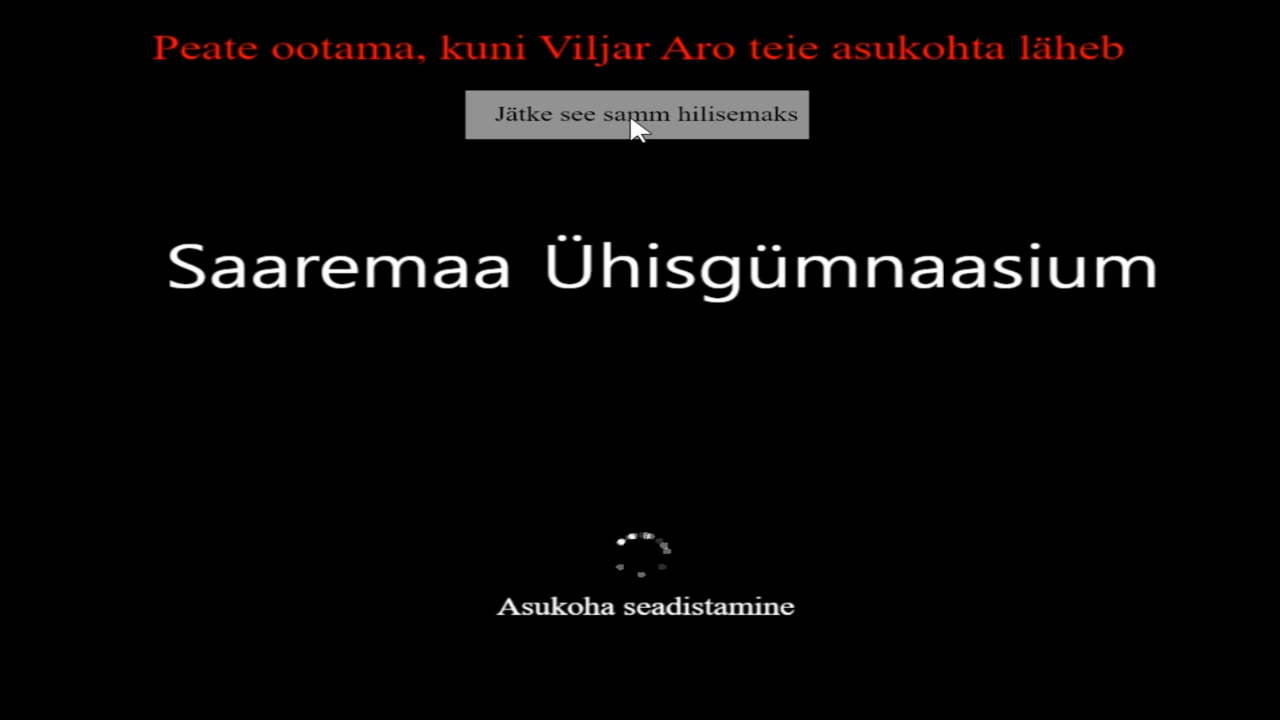 Peate ootama, kuni Viljar Aro teie asukohta läheb
Jätke see samm hilisemaks
Saaremaa Ühisgümnaasium
Asukoha seadistamine